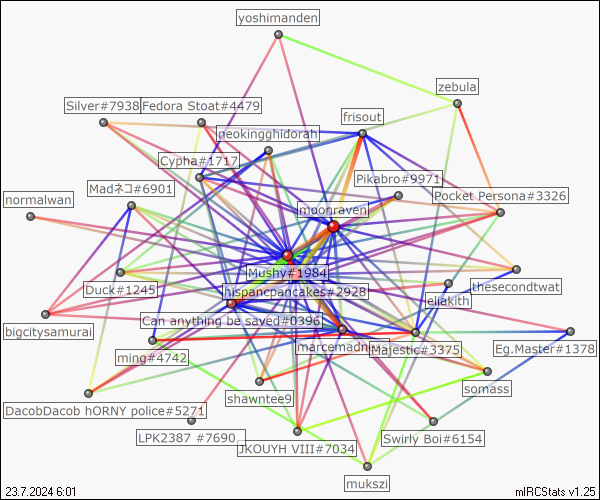 yoshimanden
zebula
Silver#7938
Fedora Stoat#4479
frisout
neokingghidorah
Cypha#1717
Pikabro#9971
Madネコ#6901
Pocket Persona#3326
normalwan
moonraven
Mushy#1984
Duck#1245
hispancpancakes#2928
thesecondtwat
eliakith
Can anything be saved#0396
bigcitysamurai
marcemadn
Majestic#3375
Eg.Master#1378
ming#4742
shawntee9
somass
DacobDacob hORNY police#5271
LPK2387 #7690
JKOUYH VIII#7034
Swirly Boi#6154
mukszi
23.7.2024 6:01
mIRCStats v1.25